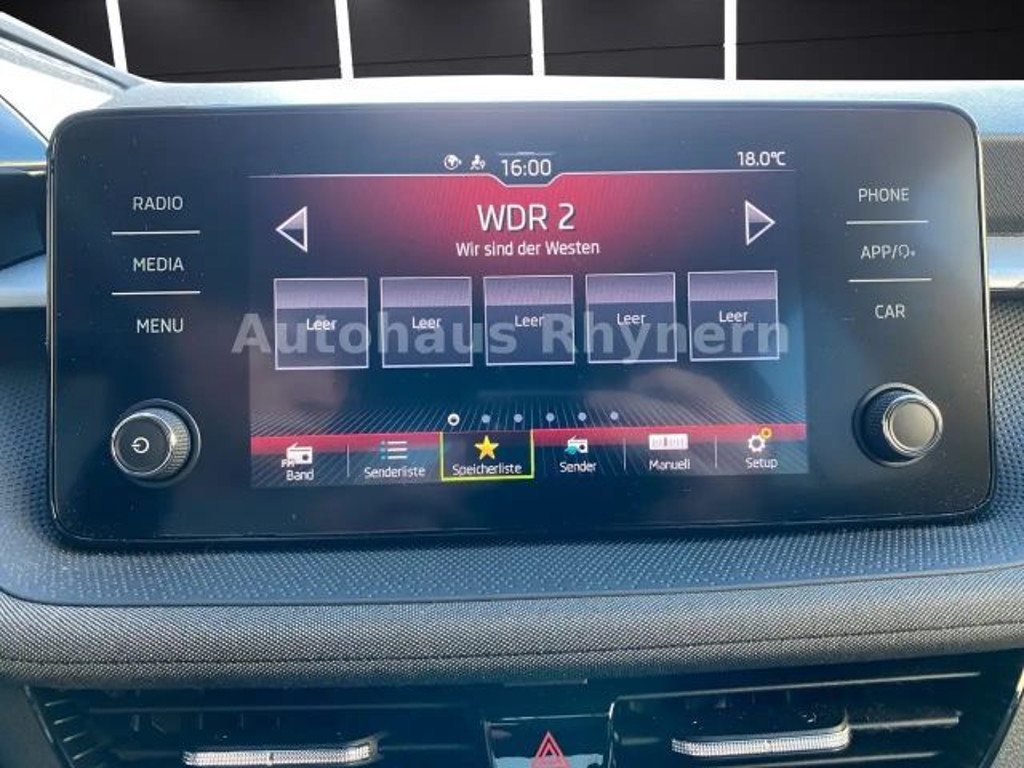 16:00
18.0°C
RADIO
MEDIA
MENU
WDR 2
Wir sind der Westen
Leer
Leer
Leer
Leer
Leer
Autohaus Rhynern
FM
Band
Senderliste
Speicherliste
Sender
Manuell
Setup
PHONE
APP/
CAR